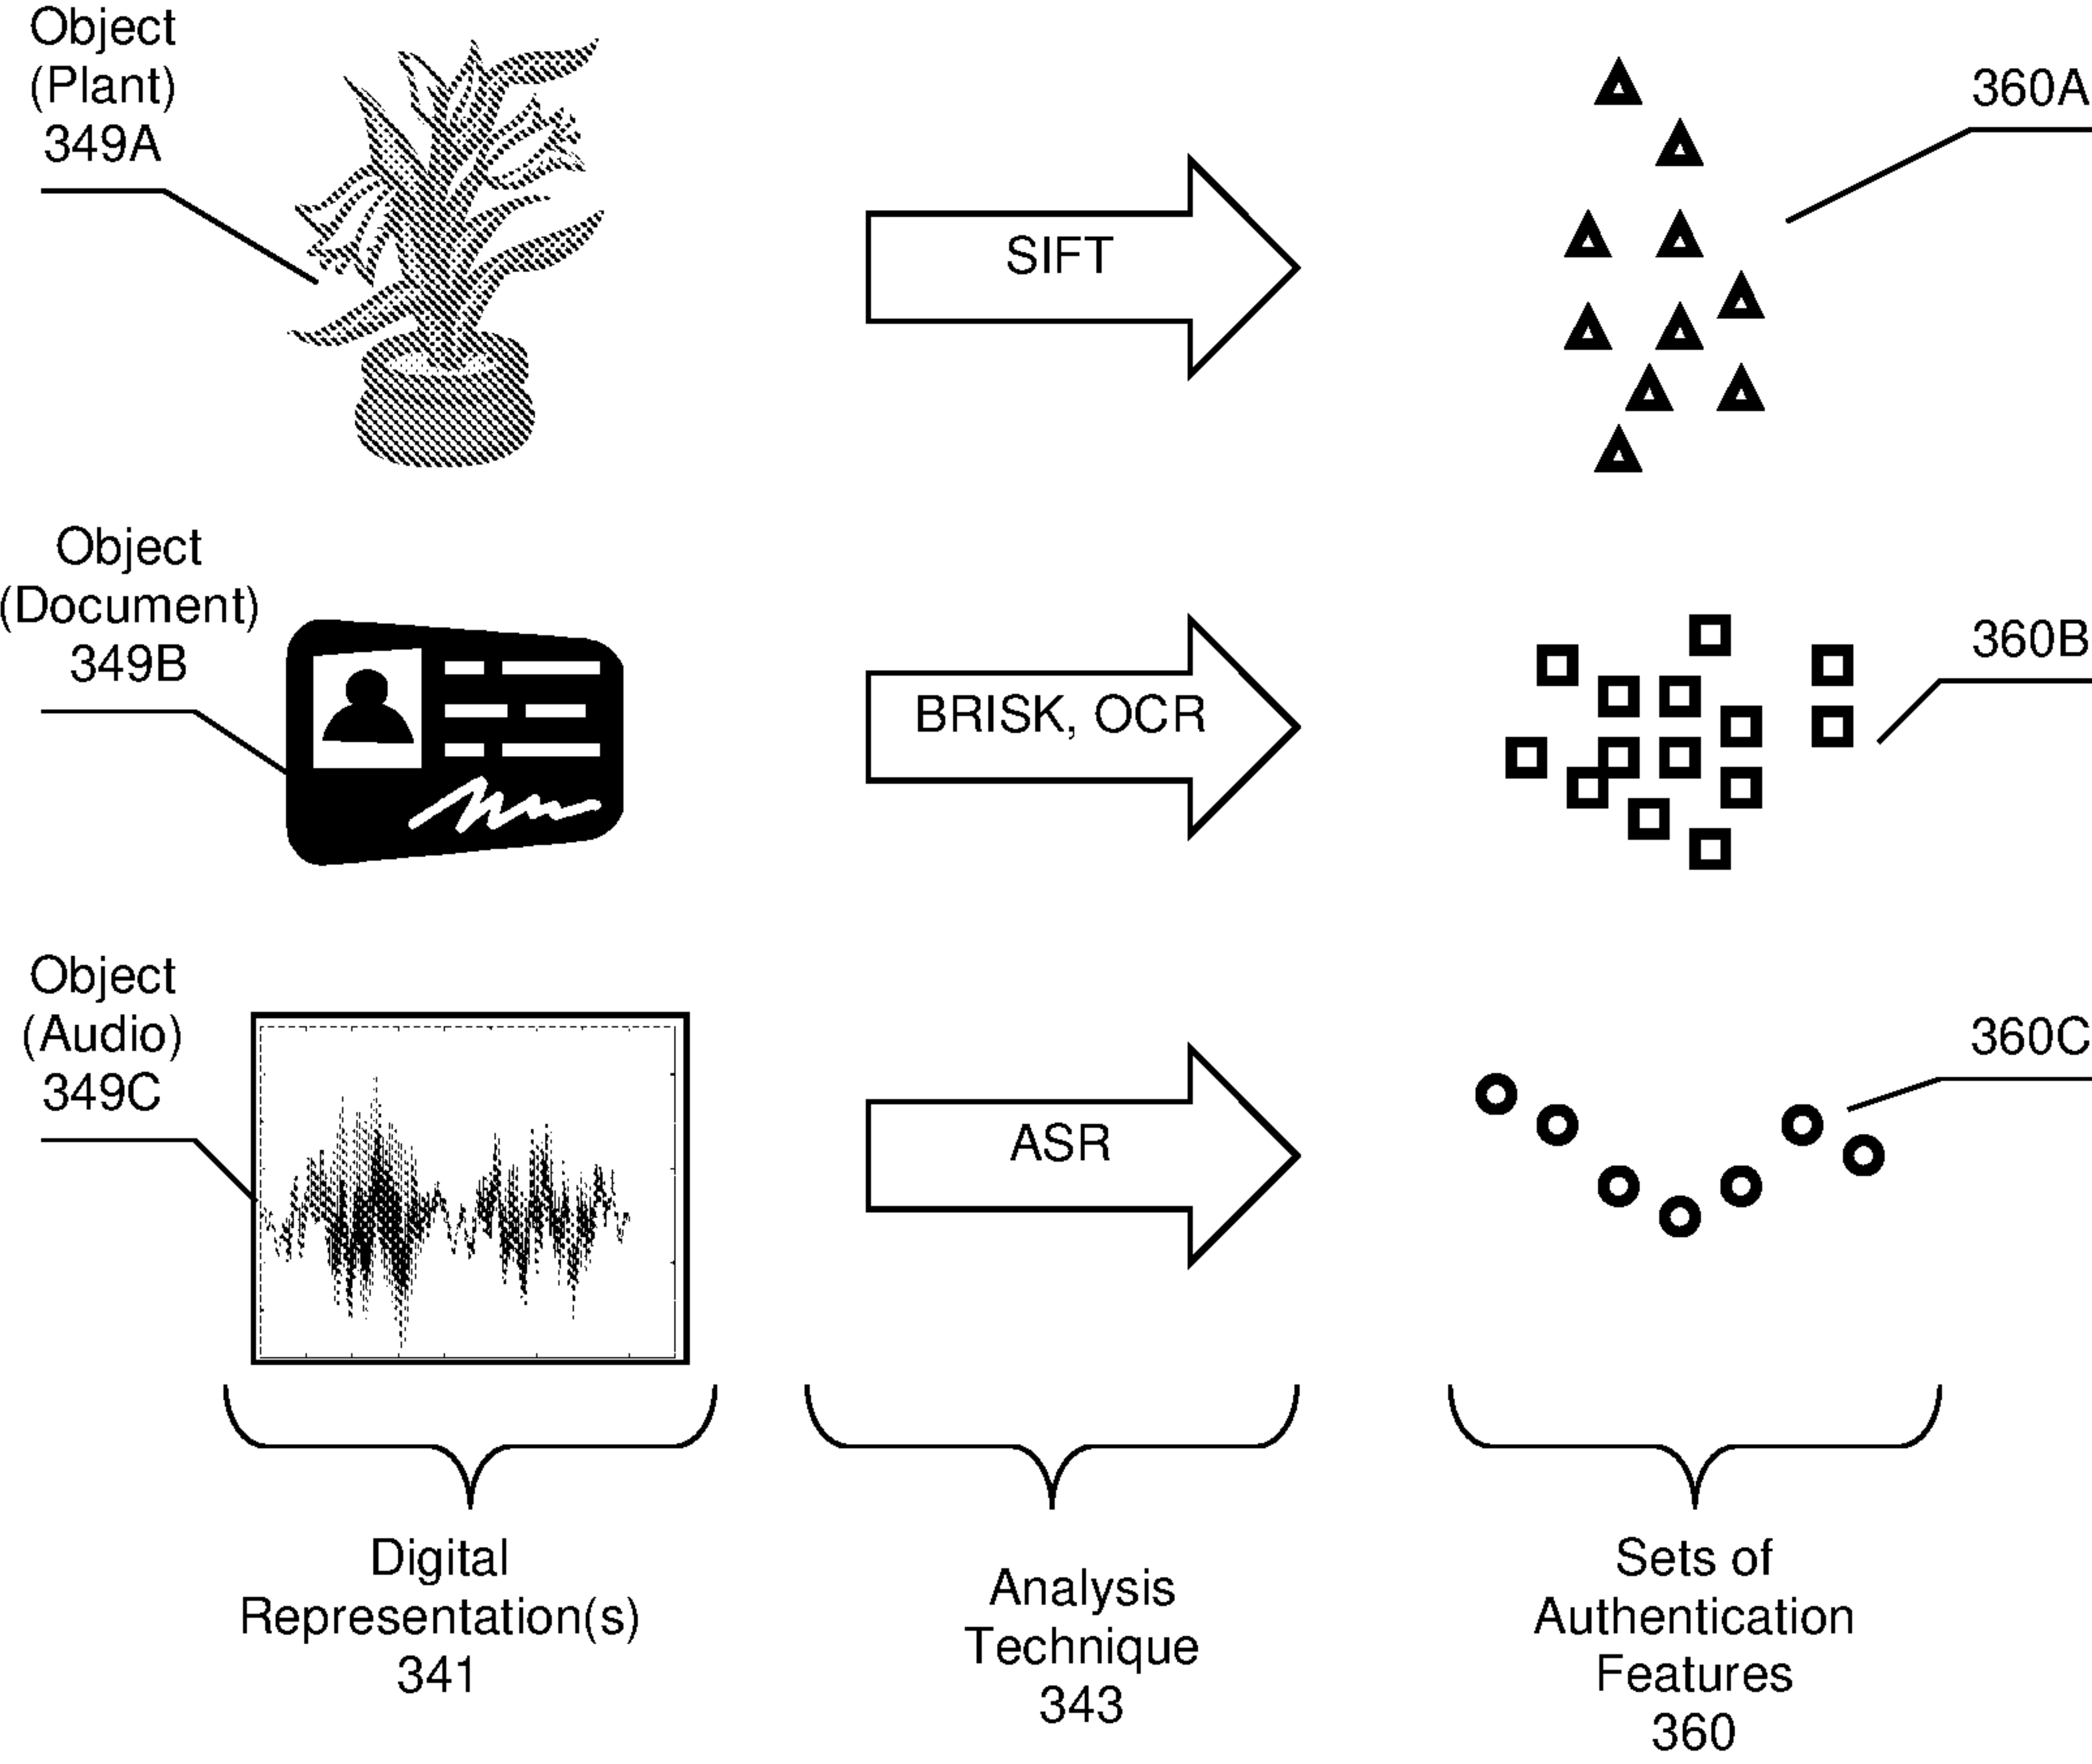 Object
(Plant)
349A
SIFT
360A
Object
(Document)
349B
BRISK, OCR
360B
Object
(Audio)
349C
ASR
360C
Digital
Representation(s)
341
Analysis
Technique
343
Sets of
Authentication
Features
360